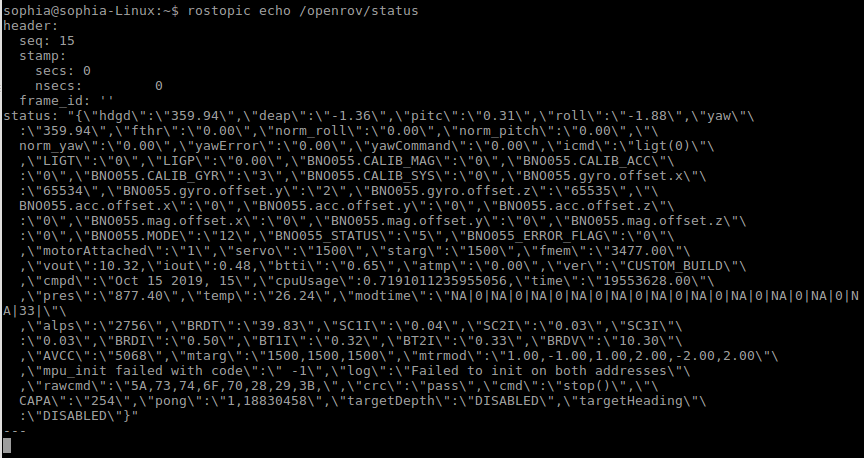 sophia@sophia-Linux:~$ rostopic echo /openrov/status
header:
  seq: 15
  stamp:
    secs: 0
    nsecs:         0
  frame_id: ''
status: "{\"hdgd\":\"359.94\",\"deap\":\"-1.36\",\"pitc\":\"0.31\",\"roll\":\"-1.88\",\"yaw\"\
  :\"359.94\",\"fthr\":\"0.00\",\"norm_roll\":\"0.00\",\"norm_pitch\":\"0.00\",\"\
  norm_yaw\":\"0.00\",\"yawError\":\"0.00\",\"yawCommand\":\"0.00\",\"icmd\":\"ligt(0)\"\
  ,\"LIGT\":\"0\",\"LIGP\":\"0.00\",\"BNO055.CALIB_MAG\":\"0\",\"BNO055.CALIB_ACC\"\
  :\"0\",\"BNO055.CALIB_GYR\":\"3\",\"BNO055.CALIB_SYS\":\"0\",\"BNO055.gyro.offset.x\"\
  :\"65534\",\"BNO055.gyro.offset.y\":\"2\",\"BNO055.gyro.offset.z\":\"65535\",\"\
  BNO055.acc.offset.x\":\"0\",\"BNO055.acc.offset.y\":\"0\",\"BNO055.acc.offset.z\"\
  :\"0\",\"BNO055.mag.offset.x\":\"0\",\"BNO055.mag.offset.y\":\"0\",\"BNO055.mag.offset.z\"\
  :\"0\",\"BNO055.MODE\":\"12\",\"BNO055_STATUS\":\"5\",\"BNO055_ERROR_FLAG\":\"0\"\
  ,\"motorAttached\":\"1\",\"servo\":\"1500\",\"starg\":\"1500\",\"fmem\":\"3477.00\"\
  ,\"vout\":10.32,\"iout\":0.48,\"btti\":\"0.65\",\"atmp\":\"0.00\",\"ver\":\"CUSTOM_BUILD\"\
  ,\"cmpd\":\"Oct 15 2019, 15\",\"cpuUsage\":0.7191011235955056,\"time\":\"19553628.00\"\
  ,\"pres\":\"877.40\",\"temp\":\"26.24\",\"modtime\":\"NA|0|NA|0|NA|0|NA|0|NA|0|NA|0|NA|0|NA|0|NA|0|N
A|33|\"\
  ,\"alps\":\"2756\",\"BRDT\":\"39.83\",\"SC1I\":\"0.04\",\"SC2I\":\"0.03\",\"SC3I\"\
  :\"0.03\",\"BRDI\":\"0.50\",\"BT1I\":\"0.32\",\"BT2I\":\"0.33\",\"BRDV\":\"10.30\"\
  ,\"AVCC\":\"5068\",\"mtarg\":\"1500,1500,1500\",\"mtrmod\":\"1.00,-1.00,1.00,2.00,-2.00,2.00\"\
  ,\"mpu_init failed with code\":\" -1\",\"log\":\"Failed to init on both addresses\"\
  ,\"rawcmd\":\"5A,73,74,6F,70,28,29,3B,\",\"crc\":\"pass\",\"cmd\":\"stop()\",\"\
  CAPA\":\"254\",\"pong\":\"1,18830458\",\"targetDepth\":\"DISABLED\",\"targetHeading\"\
  :\"DISABLED\"}"
---